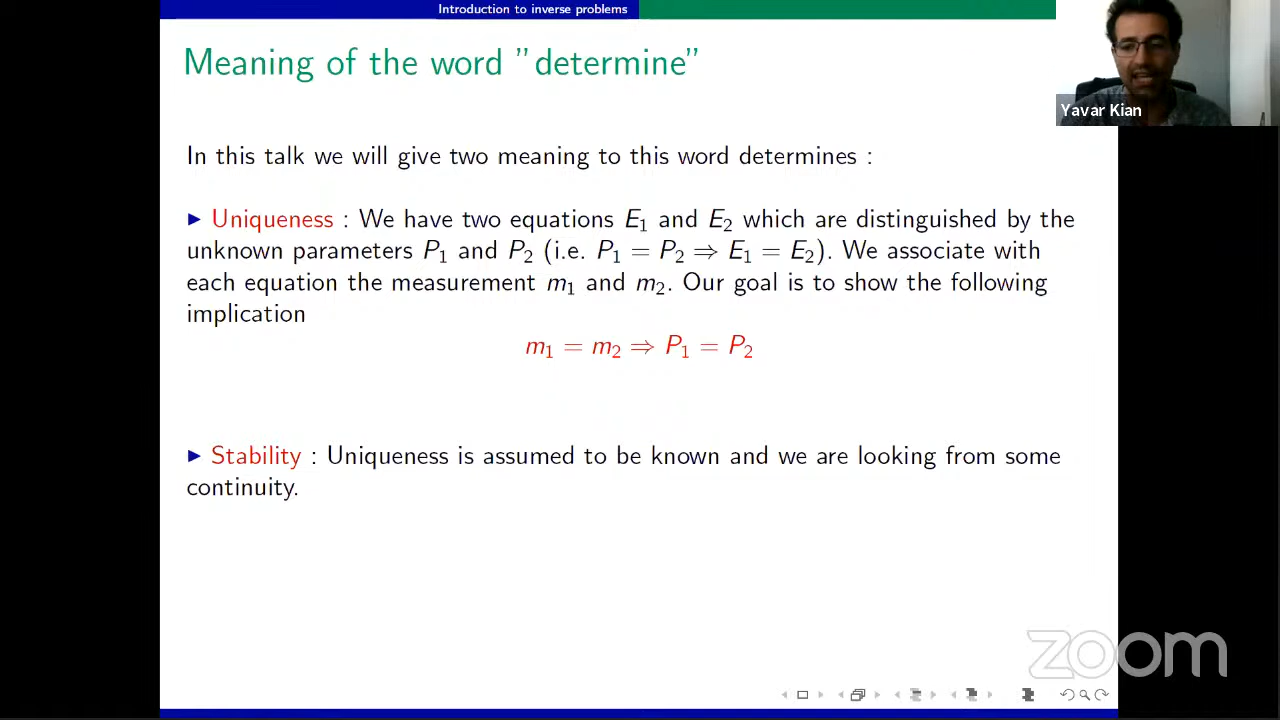 Introduction to inverse problems
Meaning of the word "determine"
Yavar Kian
In this talk we will give two meaning to this word determines :
▶ Uniqueness : We have two equations E₁ and E₂ which are distinguished by the
unknown parameters P₁ and P₂ (i.e. P₁ = P₂ ⇒ E₁ = E₂). We associate with
each equation the measurement m₁ and m₂. Our goal is to show the following
implication
m₁ = m₂ ⇒ P₁ = P₂
▶ Stability : Uniqueness is assumed to be known and we are looking from some
continuity.
zoom